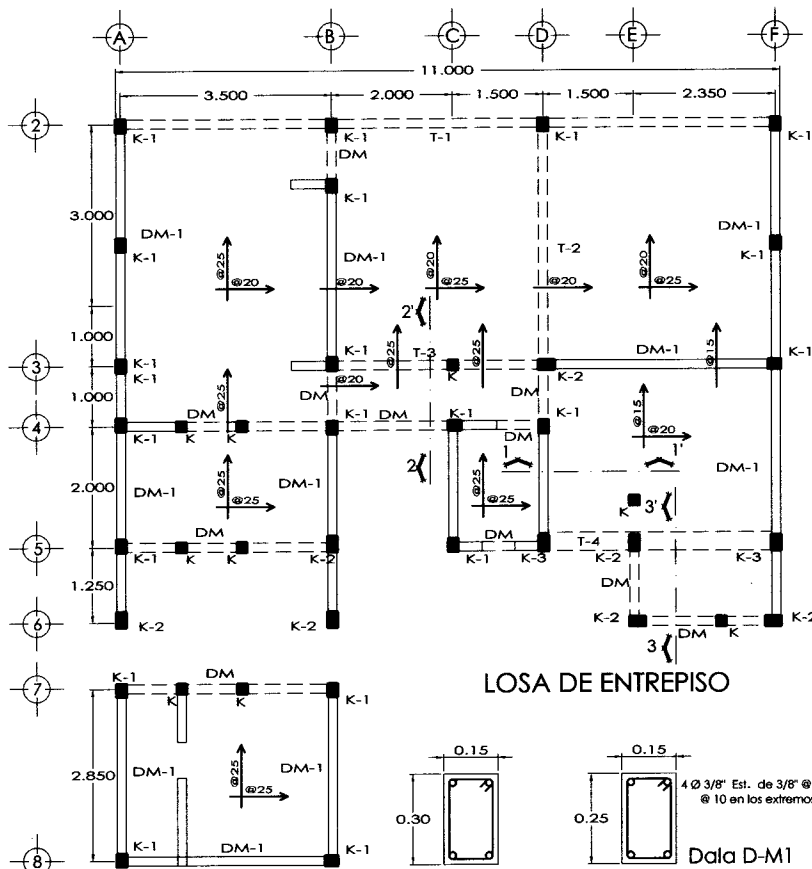 A B C D E F
11.000
3.500 2.000 1.500 1.500 2.350
2
K-1 K-1 T-1 K-1 K-1
DM
K-1
3.000
DM-1 DM-1 T-2 DM-1
K-1 K-1
@25 @20 @20 @20
@20 @20 @25 @20 @25
2'
1.000
@25 @25 @15
K-1 T-3 DM-1 K-1
3
K-1 K K-2
K-1
@25 @20
1.000
DM DM DM @15
K-1 K-1 K-1
4
K-1 K K DM @20
1 1'
2.000
DM-1 @25 DM-1 @25 DM-1
@25 @25 K 3'
2
DM DM T-4
5
K-1 K K K-2 K-1 K-3 K-2 K-3
1.250
DM
6
K-2 K-2 K-2 DM K K-2
3
LOSA DE ENTREPISO
K-1 DM
7
K K K-1
2.850
DM-1 @25 DM-1
@25
K-1 DM-1 K-1
8
0.15 0.15
0.30 0.25
4 Ø 3/8" Est. de 3/8" @
@ 10 en los extremos
Dala D-M1